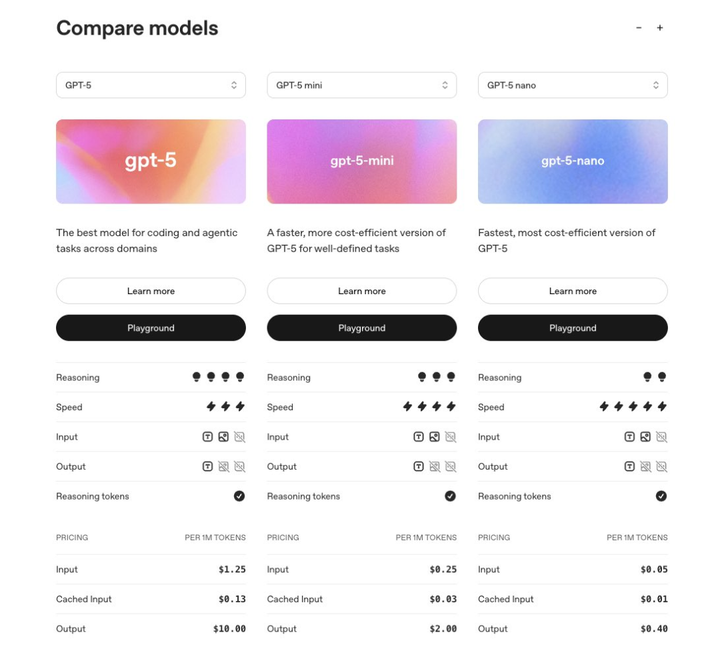 Compare models
− +
GPT-5
GPT-5 mini
GPT-5 nano
gpt-5
gpt-5-mini
gpt-5-nano
The best model for coding and agentic
tasks across domains
A faster, more cost-efficient version of
GPT-5 for well-defined tasks
Fastest, most cost-efficient version of
GPT-5
Learn more
Learn more
Learn more
Playground
Playground
Playground
Reasoning
Reasoning
Reasoning
Speed
Speed
Speed
Input T
Input T
Input T
Output T
Output T
Output T
Reasoning tokens
Reasoning tokens
Reasoning tokens
PRICING PER 1M TOKENS
PRICING PER 1M TOKENS
PRICING PER 1M TOKENS
Input $1.25
Input $0.25
Input $0.05
Cached Input $0.13
Cached Input $0.03
Cached Input $0.01
Output $10.00
Output $2.00
Output $0.40